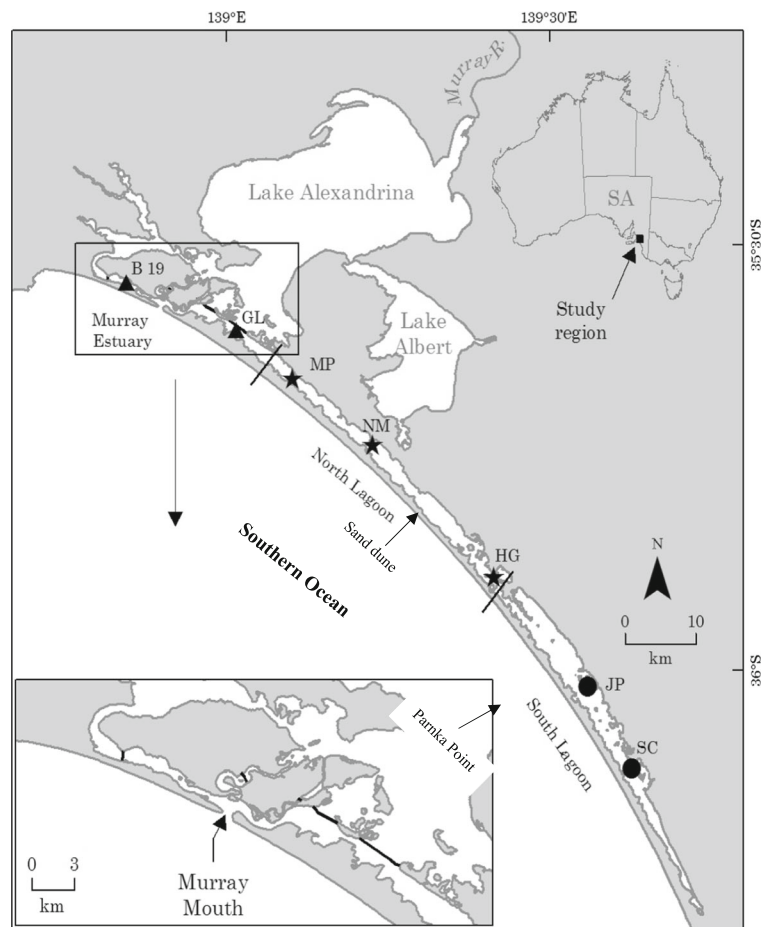 139°E
139°30'E
Murray R.
Lake Alexandrina
SA
35°30'S
B 19
Study
region
GL
Murray
Estuary
Lake
Albert
MP
NM
North Lagoon
Sand dune
Southern Ocean
HG
N
0 10
km
36°S
JP
Parnka Point
South Lagoon
SC
0 3
km
Murray
Mouth